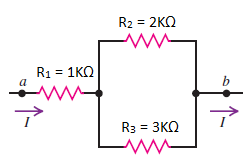 R₂ = 2KΩ
R₁ = 1KΩ
a
b
I
I
R₃ = 3KΩ